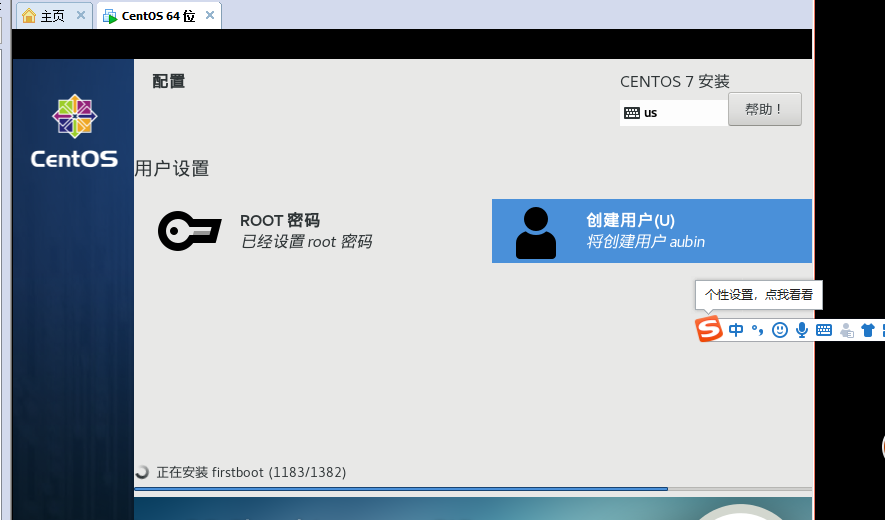 主页
CentOS 64 位
配置
CENTOS 7 安装
us
帮助！
CentOS
用户设置
ROOT 密码
已经设置 root 密码
创建用户(U)
将创建用户 aubin
个性设置，点我看看
S 中
正在安装 firstboot (1183/1382)